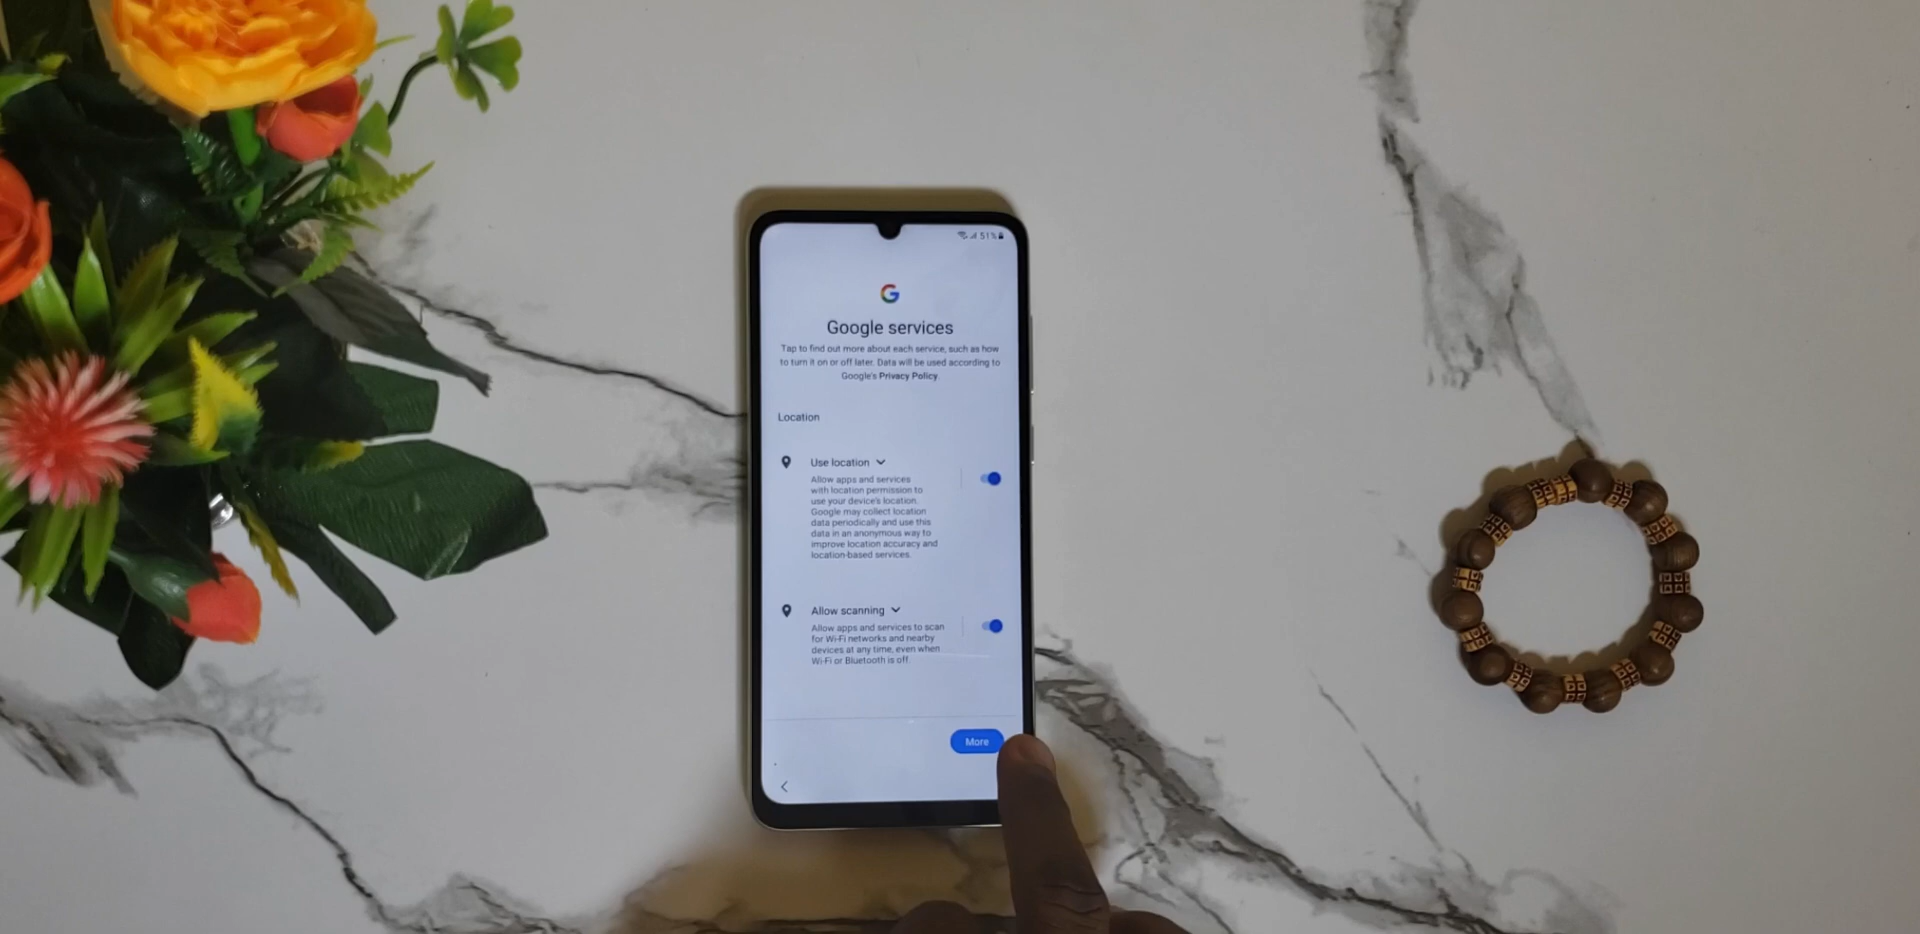 51%
Google services
Tap to find out more about each service, such as how
to turn it on or off later. Data will be used according to
Google's Privacy Policy.
Location
Use location
Allow apps and services
with location permission to
use your device's location.
Google may collect location
data periodically and use this
data in an anonymous way to
improve location accuracy and
location-based services.
Allow scanning
Allow apps and services to scan
for Wi-Fi networks and nearby
devices at any time, even when
Wi-Fi or Bluetooth is off.
More